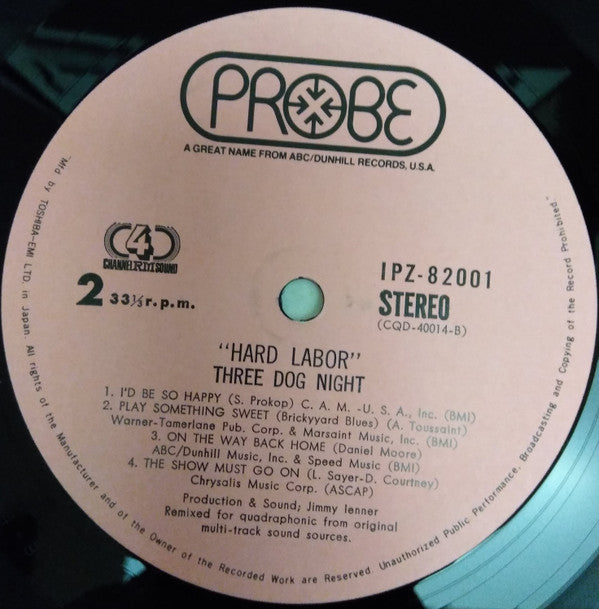 PROBE
A GREAT NAME FROM ABC/DUNHILL RECORDS, U.S.A.
CD
4
CHANNEL RM SOUND
IPZ-82001
2 33⅓ r.p.m.
STEREO
(CQD-40014-B)
"HARD LABOR"
THREE DOG NIGHT
1. I'D BE SO HAPPY (S. Prokop) C. A. M. -U. S. A., Inc. (BMI)
2. PLAY SOMETHING SWEET (Brickyyard Blues) (A. Toussaint)
Warner-Tamerlane Pub. Corp. & Marsaint Music, Inc. (BMI)
3. ON THE WAY BACK HOME (Daniel Moore)
ABC/Dunhill Music, Inc. & Speed Music (BMI)
4. THE SHOW MUST GO ON (L. Sayer-D. Courtney)
Chrysalis Music Corp. (ASCAP)
Production & Sound; Jimmy Ienner
Remixed for quadraphonic from original
multi-track sound sources.
"Mfd by TOSHIBA-EMI LTD. in Japan. All rights of the Manufacturer and of the Owner of the Recorded Work are Reserved. Unauthorized Public Performance, Broadcasting and Copying of the Record Prohibited."